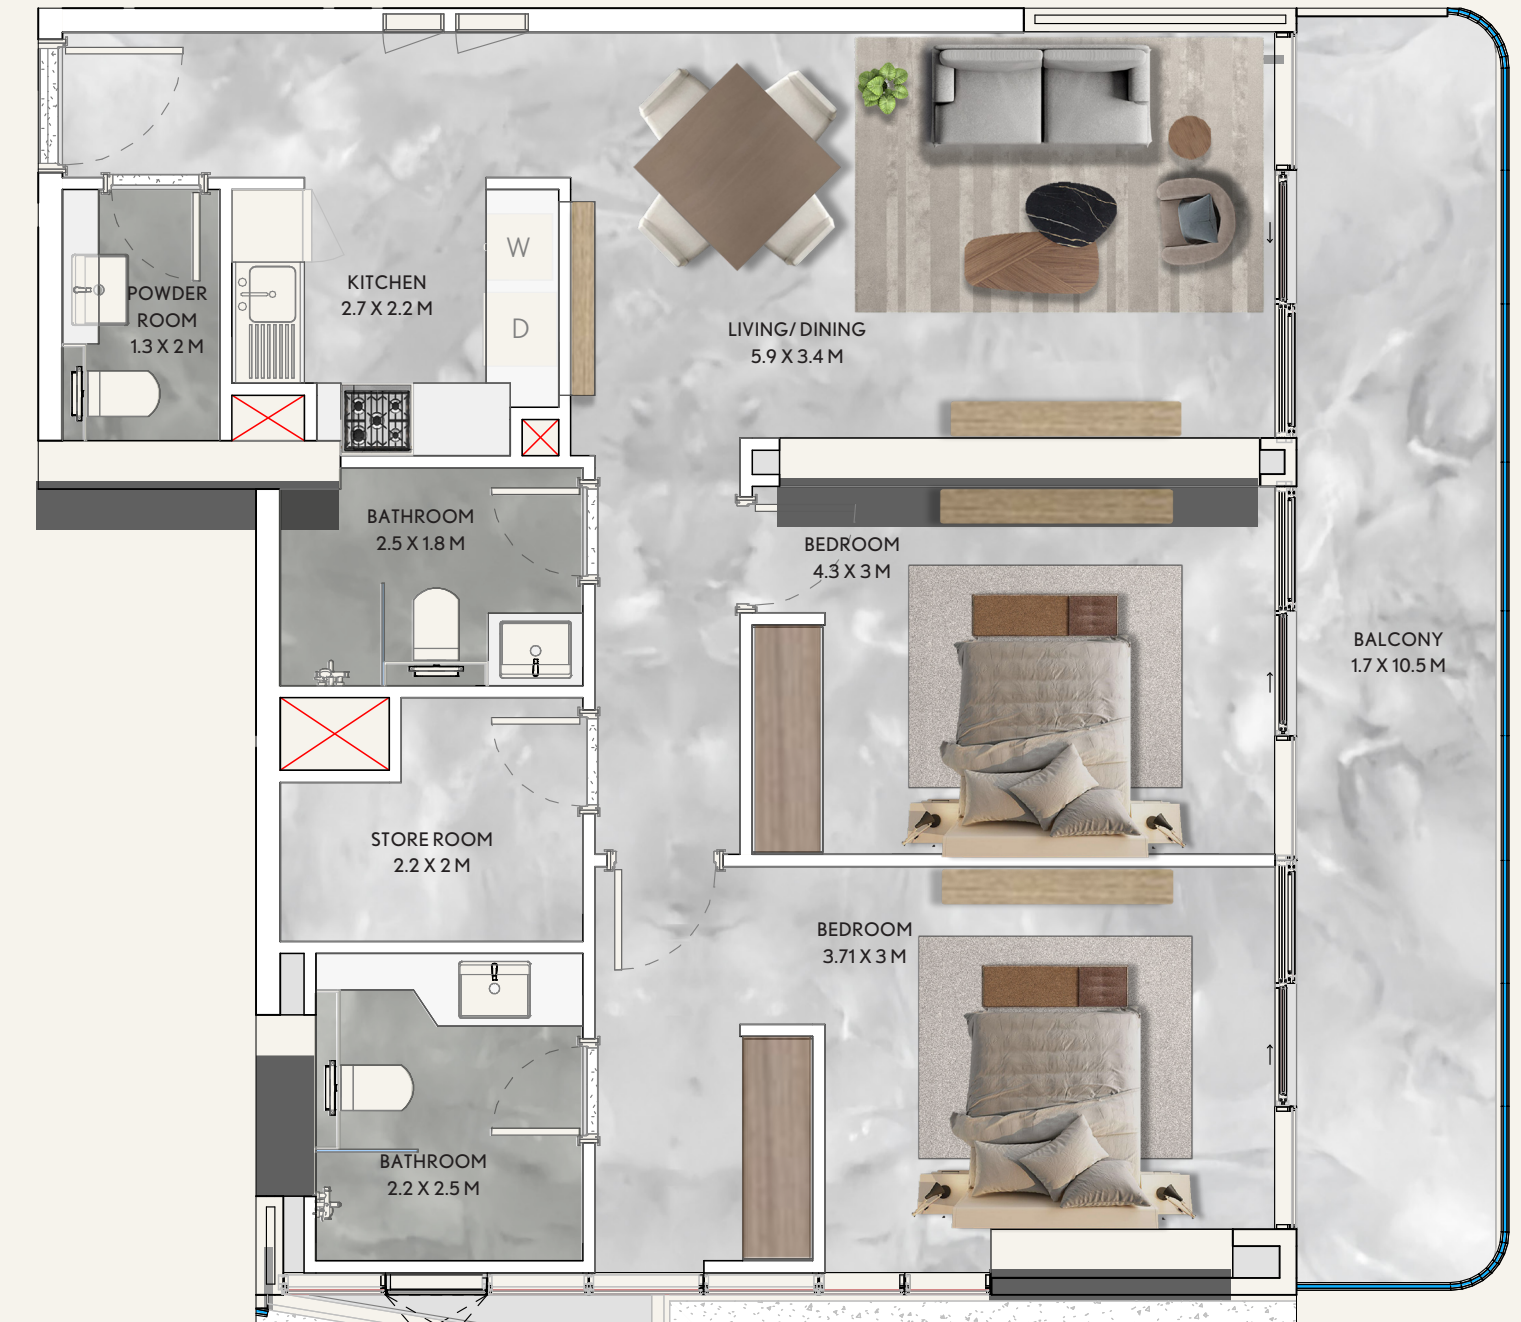 W
KITCHEN
2.7 X 2.2 M
POWDER
ROOM
1.3 X 2 M
D
LIVING/ DINING
5.9 X 3.4 M
BATHROOM
2.5 X 1.8 M
BEDROOM
4.3 X 3 M
BALCONY
1.7 X 10.5 M
STORE ROOM
2.2 X 2 M
BEDROOM
3.71 X 3 M
BATHROOM
2.2 X 2.5 M